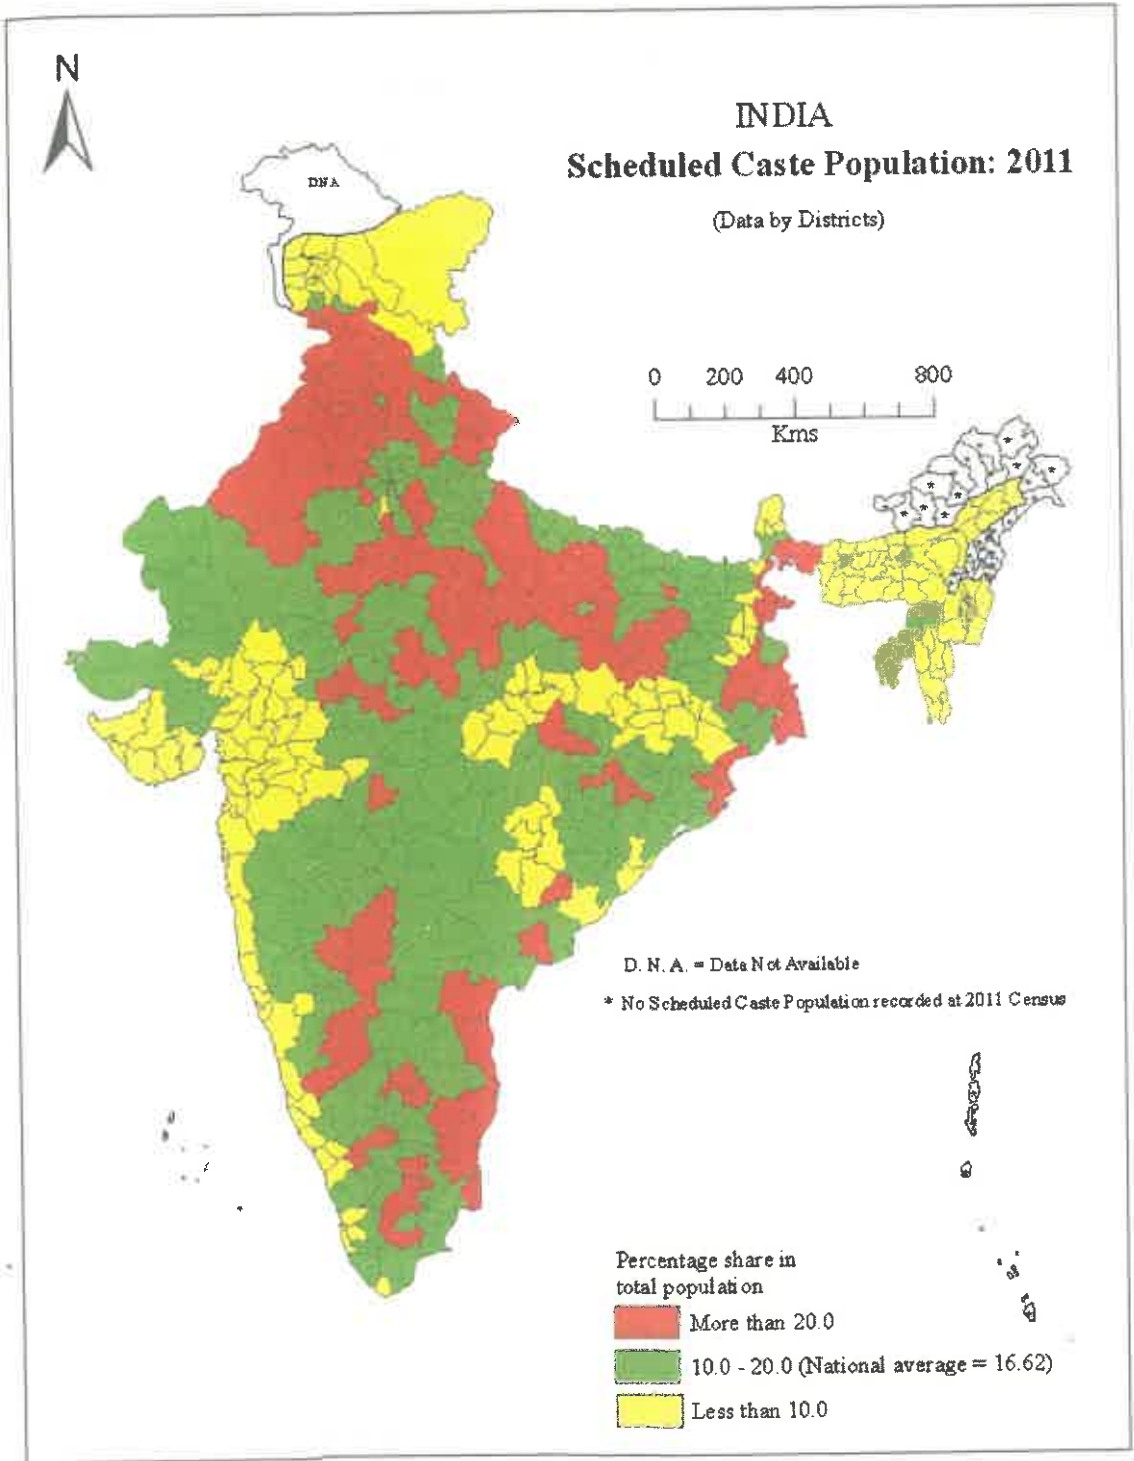 N
INDIA
Scheduled Caste Population: 2011
(Data by Districts)
DNA
0 200 400 800
Kms
D. N. A. = Data Not Available
* No Scheduled Caste Population recorded at 2011 Census
Percentage share in
total population
More than 20.0
10.0 - 20.0 (National average = 16.62)
Less than 10.0